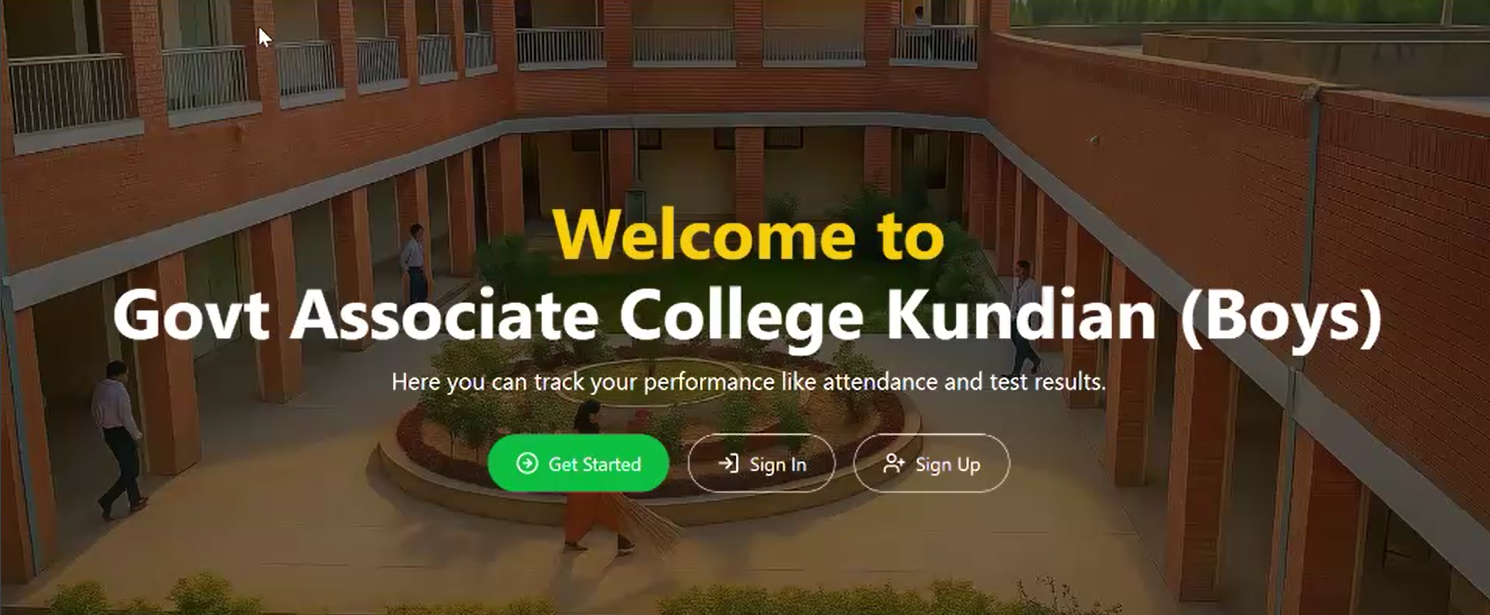 Welcome to
Govt Associate College Kundian (Boys)
Here you can track your performance like attendance and test results.
Get Started
Sign In
Sign Up